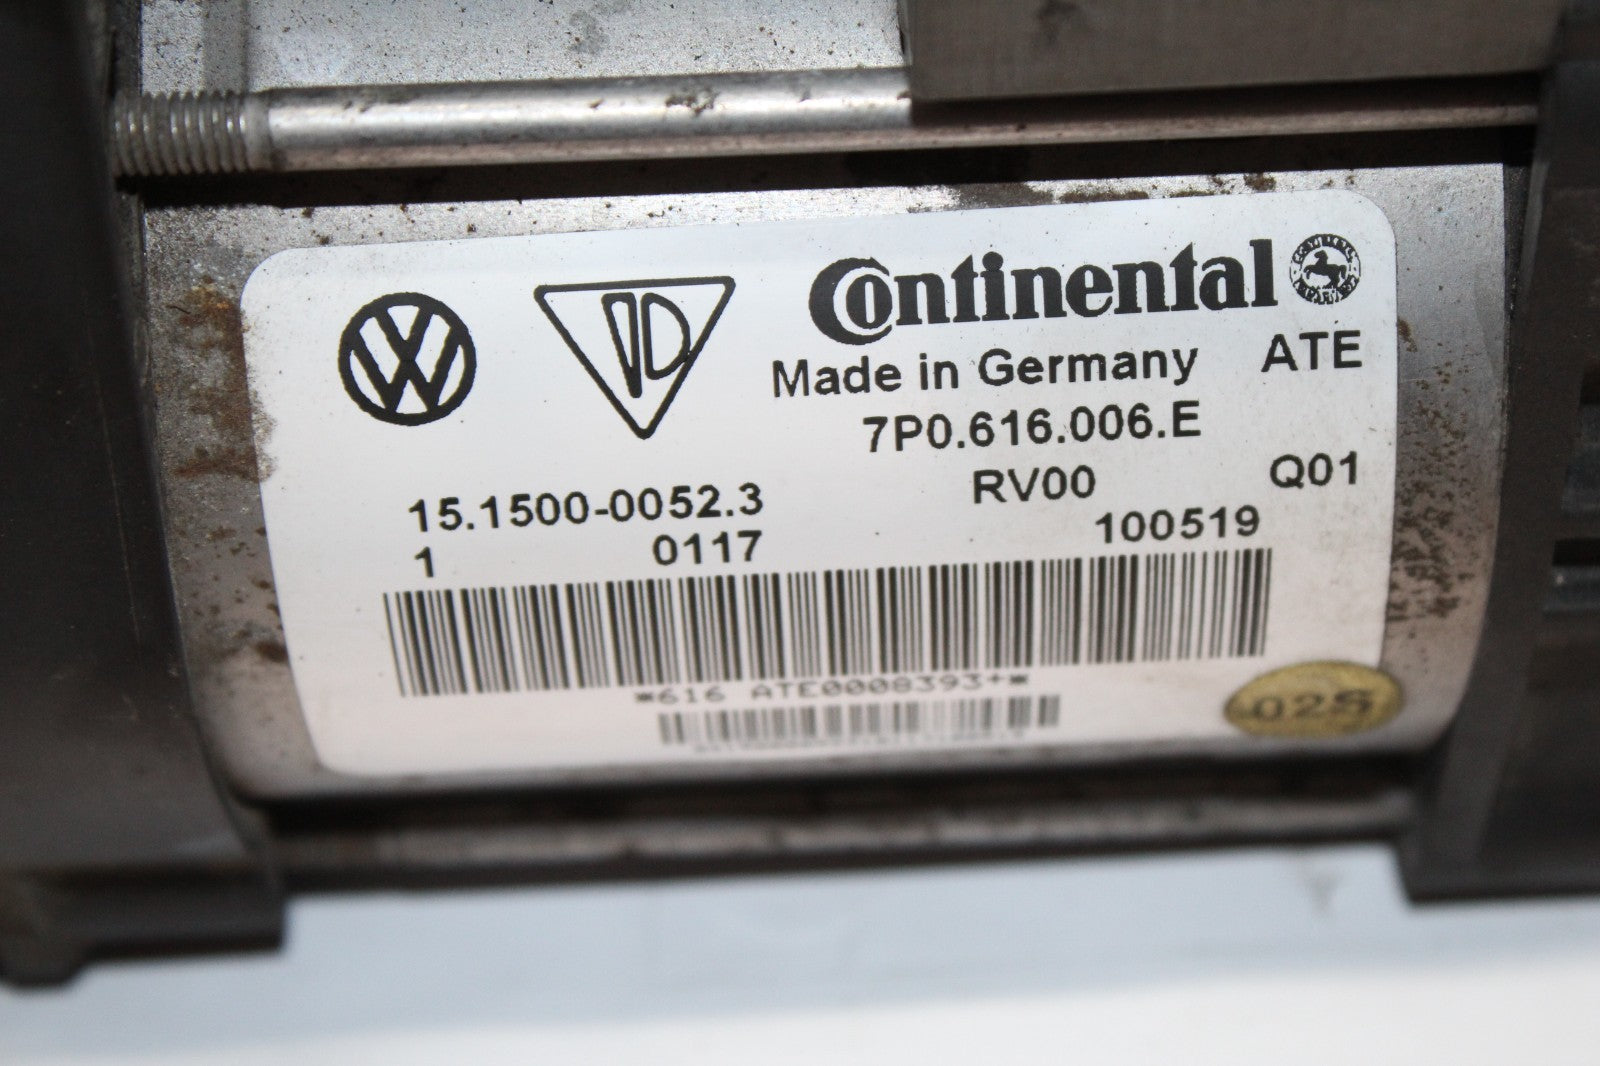 Continental
Made in Germany ATE
7P0.616.006.E
15.1500-0052.3 RV00 Q01
1 0117 100519
*616 ATE0008393+*
02S